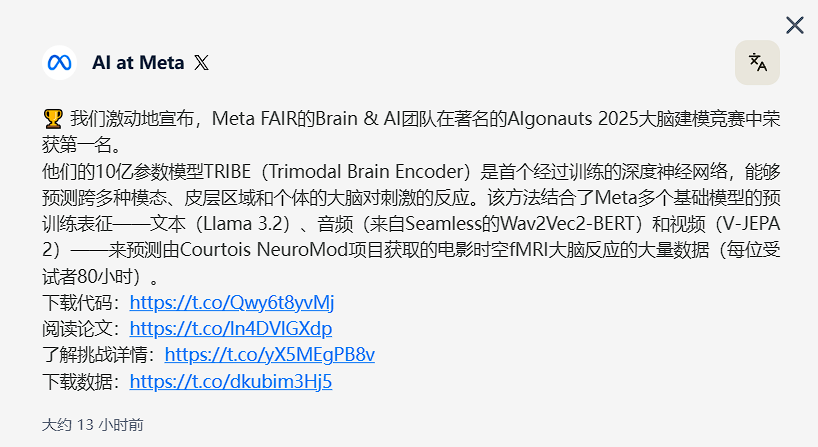 AI at Meta X
🏆 我们激动地宣布，Meta FAIR的Brain & AI团队在著名的Algonauts 2025大脑建模竞赛中荣
获第一名。
他们的10亿参数模型TRIBE（Trimodal Brain Encoder）是首个经过训练的深度神经网络，能够
预测跨多种模态、皮层区域和个体的大脑对刺激的反应。该方法结合了Meta多个基础模型的预
训练表征——文本（Llama 3.2）、音频（来自Seamless的Wav2Vec2-BERT）和视频（V-JEPA
2）——来预测由Courtois NeuroMod项目获取的电影时空fMRI大脑反应的大量数据（每位受
试者80小时）。
下载代码：https://t.co/Qwy6t8yvMj
阅读论文：https://t.co/In4DVIGXdp
了解挑战详情：https://t.co/yX5MEgPB8v
下载数据：https://t.co/dkubim3Hj5
大约 13 小时前